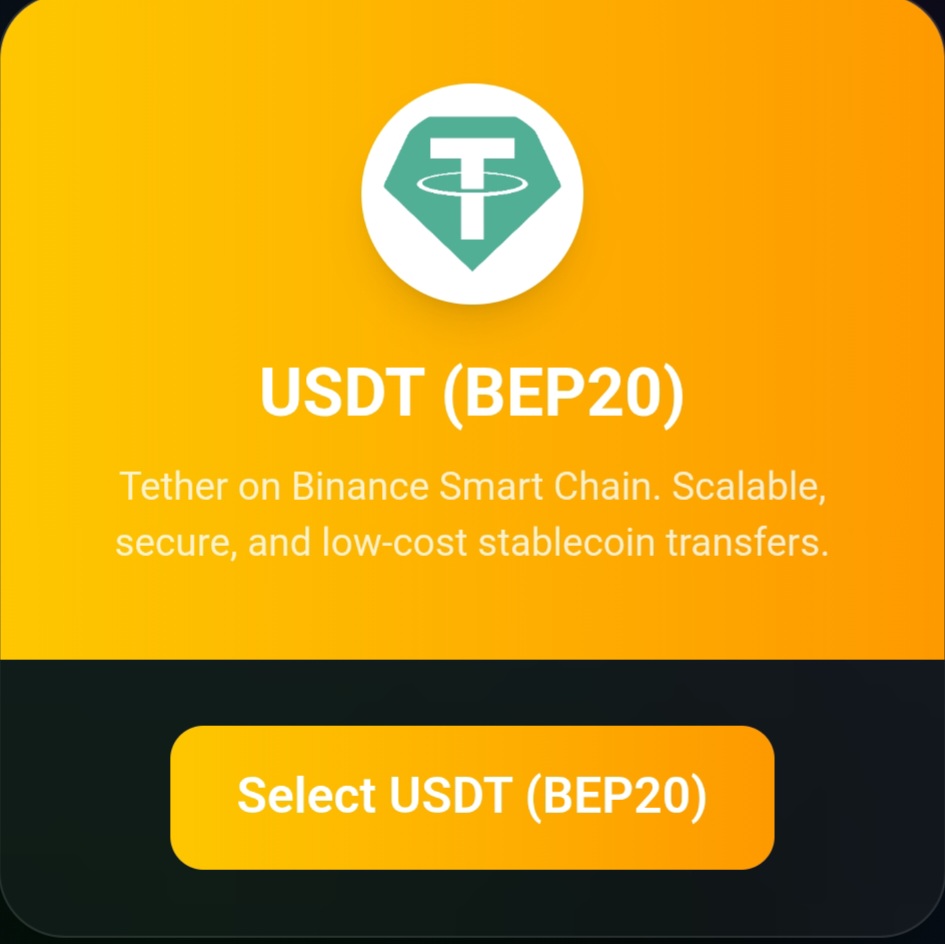 USDT (BEP20)
Tether on Binance Smart Chain. Scalable,
secure, and low-cost stablecoin transfers.
Select USDT (BEP20)